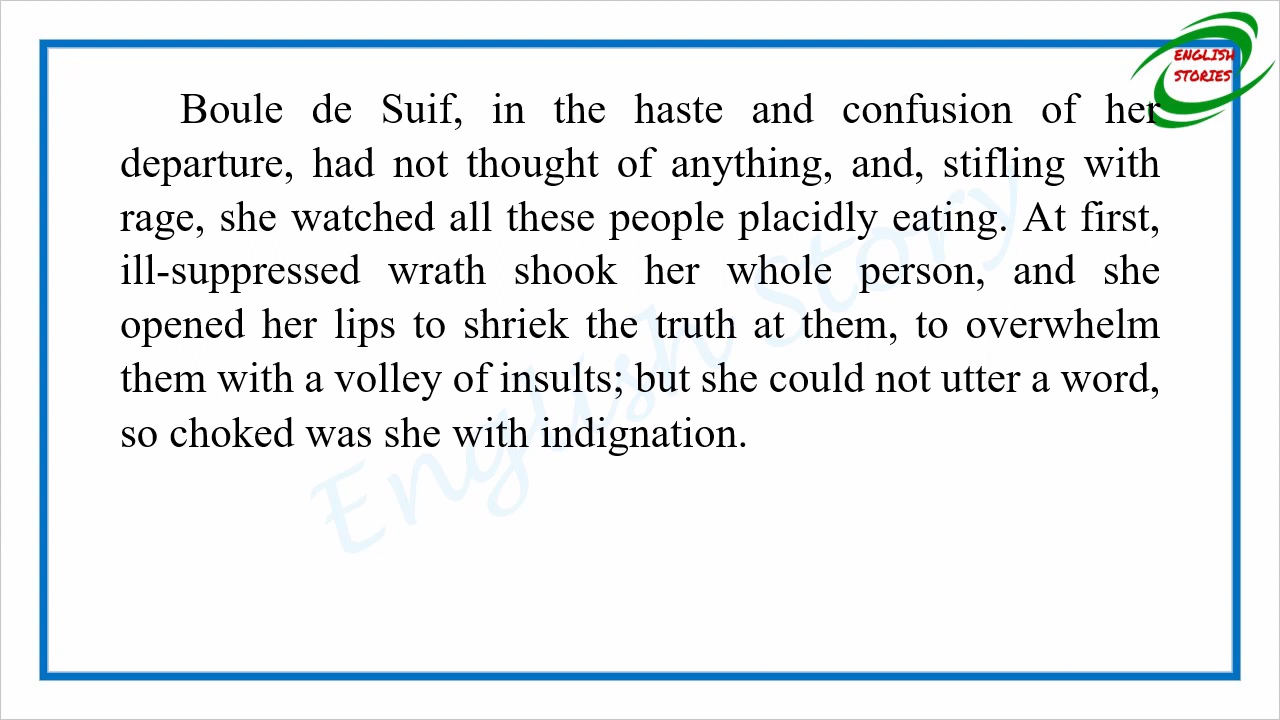 ENGLISH
STORIES
Boule de Suif, in the haste and confusion of her
departure, had not thought of anything, and, stifling with
rage, she watched all these people placidly eating. At first,
ill-suppressed wrath shook her whole person, and she
opened her lips to shriek the truth at them, to overwhelm
them with a volley of insults; but she could not utter a word,
so choked was she with indignation.
English Story